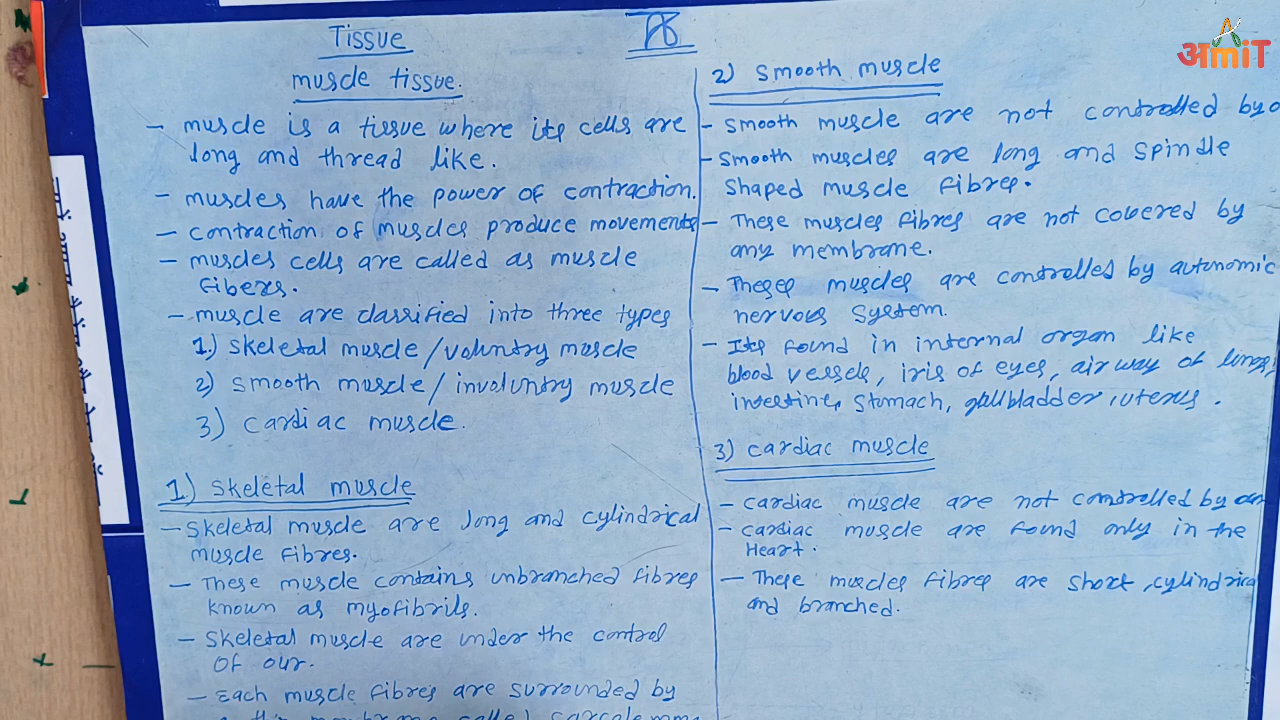 Tissue
muscle tissue.
- muscle is a tissue where its cells are
long and thread like.
- muscles have the power of contraction.
- contraction of muscles produce movements
- muscles cells are called as muscle
fibers.
- muscle are classified into three types
1.) skeletal muscle/voluntry muscle
2) smooth muscle/involuntry muscle
3) cardiac muscle.
1) skeletal muscle
- skeletal muscle are long and cylindrical
muscle fibres.
- These muscle contains unbranched fibres
known as myofibrils.
- skeletal muscle are under the control
of our.
- Each muscle fibres are surrounded by
membrane called
2) smooth muscle
- smooth muscle are not controlled by
- smooth muscles are long and spindle
shaped muscle fibres.
- These muscles fibres are not covered by
any membrane.
- Theses muscles are controlled by autonomic
nervous system.
- Its found in internal organ like
blood vessels, iris of eyes, airway of lungs,
intestine, stomach, gallbladder, uterus.
3) cardiac muscle
- cardiac muscle are not controlled by
- cardiac muscle are found only in the
Heart.
- These muscles fibres are short, cylindrica
and branched.
अmiT